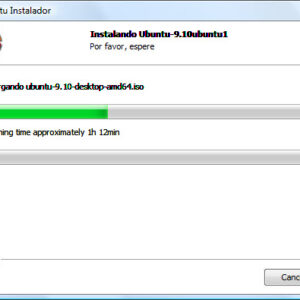 tu Instalador
Instalando Ubuntu-9.10ubuntu1
Por favor, espere
rgando ubuntu-9.10-desktop-amd64.iso
ning time approximately 1h 12min
Canc